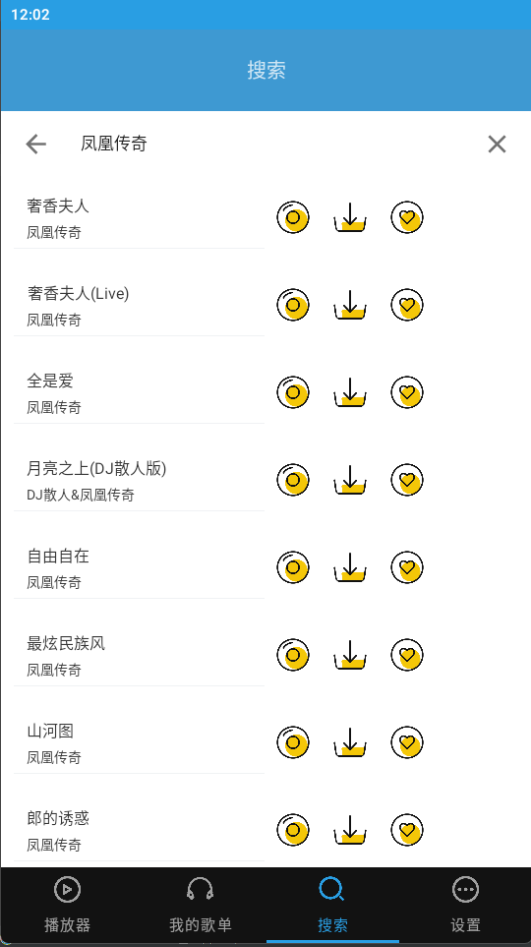 12:02
搜索
凤凰传奇
奢香夫人
凤凰传奇
奢香夫人(Live)
凤凰传奇
全是爱
凤凰传奇
月亮之上(DJ散人版)
DJ散人&凤凰传奇
自由自在
凤凰传奇
最炫民族风
凤凰传奇
山河图
凤凰传奇
郎的诱惑
凤凰传奇
播放器
我的歌单
搜索
设置